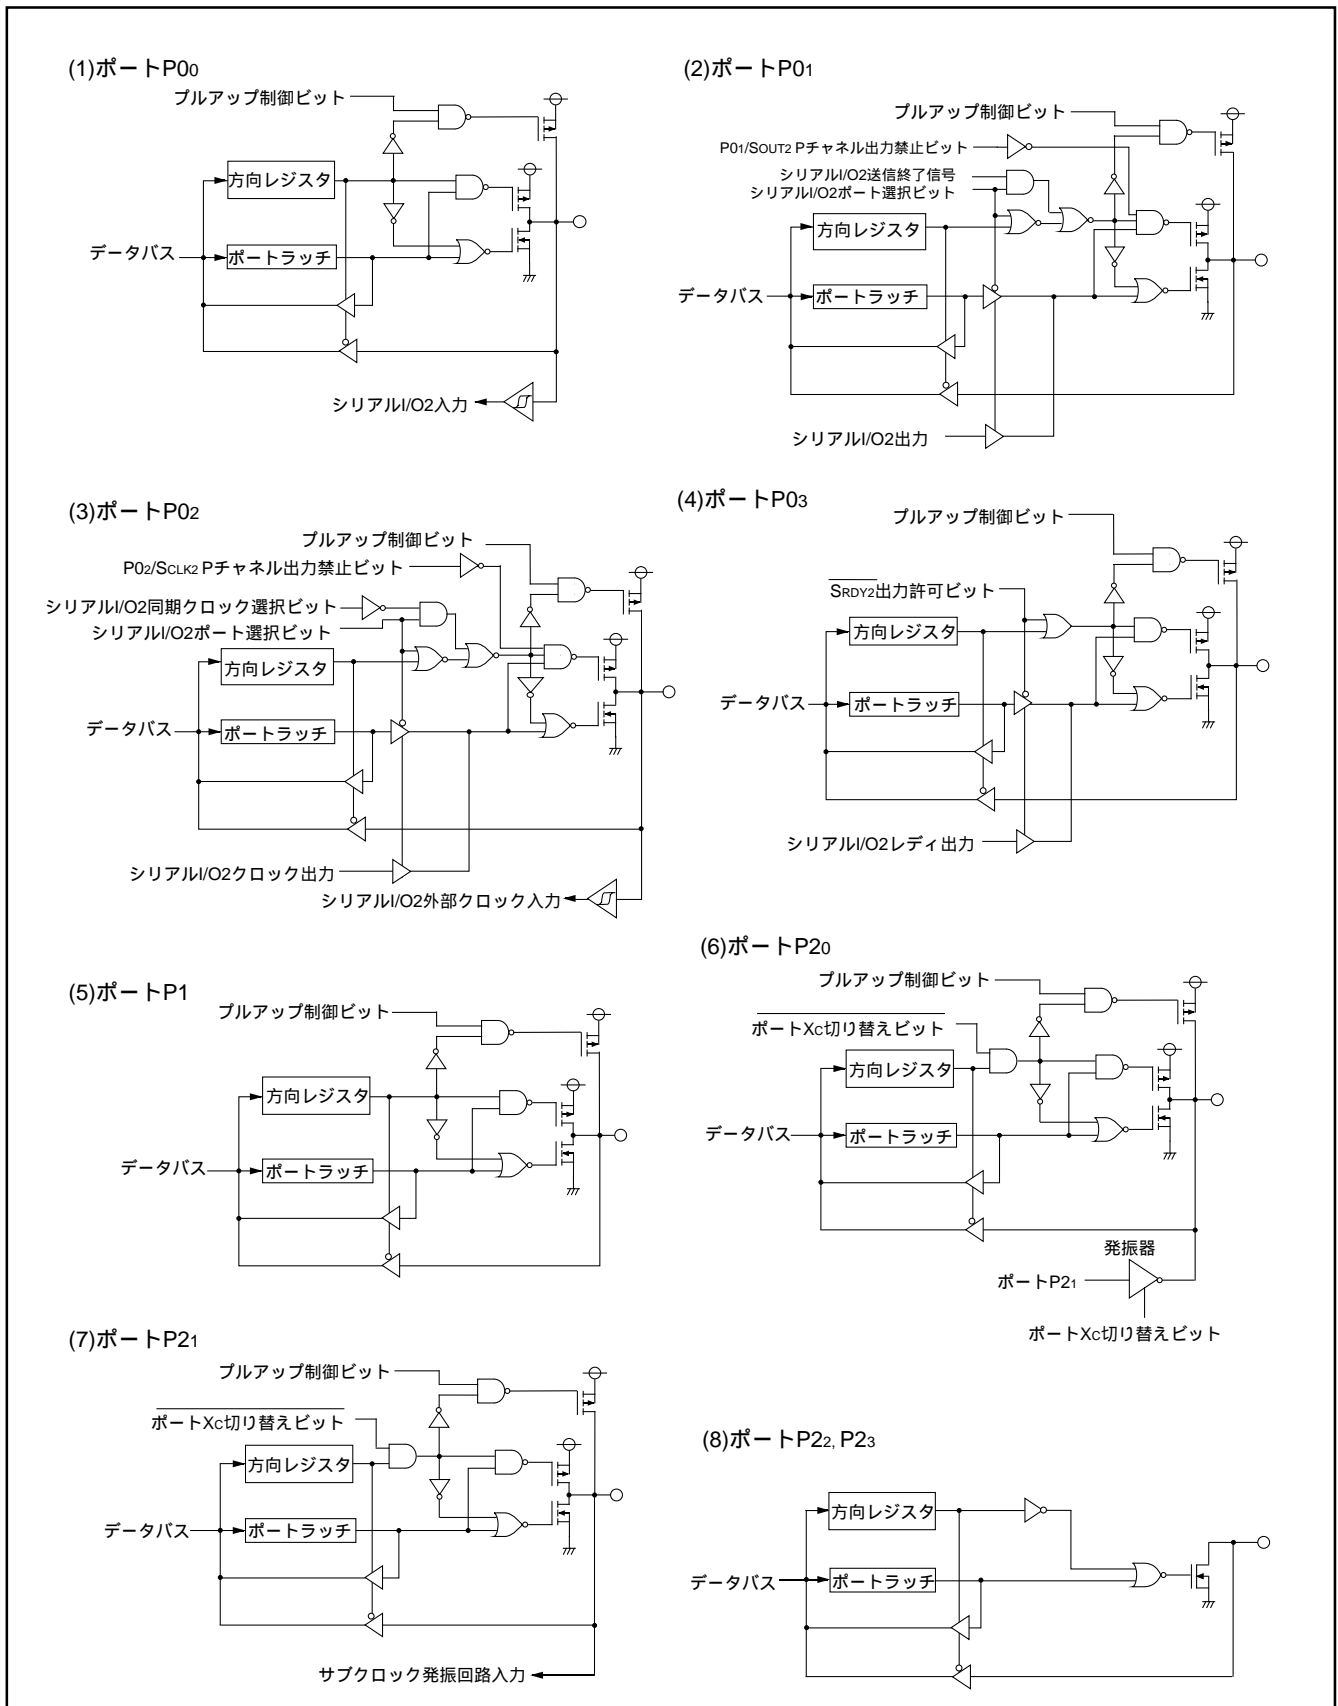 (1)ポートP00
プルアップ制御ビット
方向レジスタ
データバス
ポートラッチ
シリアルI/O2入力
(2)ポートP01
プルアップ制御ビット
P01/SOUT2 Pチャネル出力禁止ビット
シリアルI/O2送信終了信号
シリアルI/O2ポート選択ビット
方向レジスタ
データバス
ポートラッチ
シリアルI/O2出力
(3)ポートP02
プルアップ制御ビット
P02/SCLK2 Pチャネル出力禁止ビット
シリアルI/O2同期クロック選択ビット
シリアルI/O2ポート選択ビット
方向レジスタ
データバス
ポートラッチ
シリアルI/O2クロック出力
シリアルI/O2外部クロック入力
(4)ポートP03
プルアップ制御ビット
SRDY2出力許可ビット
方向レジスタ
データバス
ポートラッチ
シリアルI/O2レディ出力
(5)ポートP1
プルアップ制御ビット
方向レジスタ
データバス
ポートラッチ
(6)ポートP20
プルアップ制御ビット
ポートXC切り替えビット
方向レジスタ
データバス
ポートラッチ
発振器
ポートP21
ポートXC切り替えビット
(7)ポートP21
プルアップ制御ビット
ポートXC切り替えビット
方向レジスタ
データバス
ポートラッチ
サブクロック発振回路入力
(8)ポートP22, P23
方向レジスタ
データバス
ポートラッチ